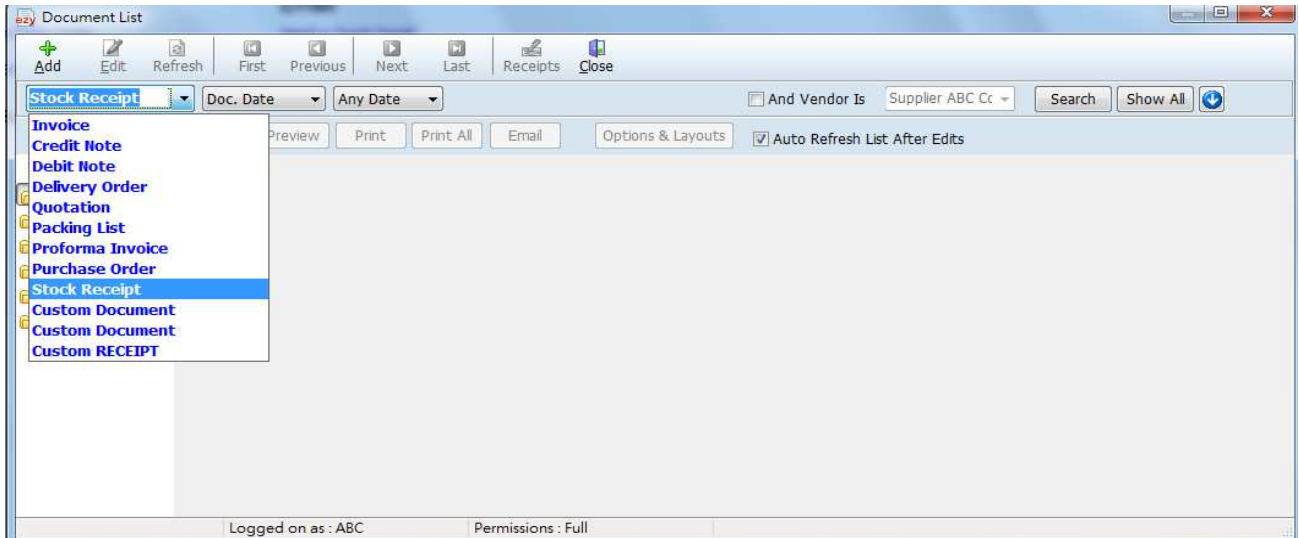 ezy Document List
Add Edit Refresh First Previous Next Last Receipts Close
Stock Receipt Doc. Date Any Date And Vendor Is Supplier ABC Cc Search Show All
Preview Print Print All Email Options & Layouts Auto Refresh List After Edits
Invoice
Credit Note
Debit Note
Delivery Order
Quotation
Packing List
Proforma Invoice
Purchase Order
Stock Receipt
Custom Document
Custom Document
Custom RECEIPT
Logged on as : ABC Permissions : Full